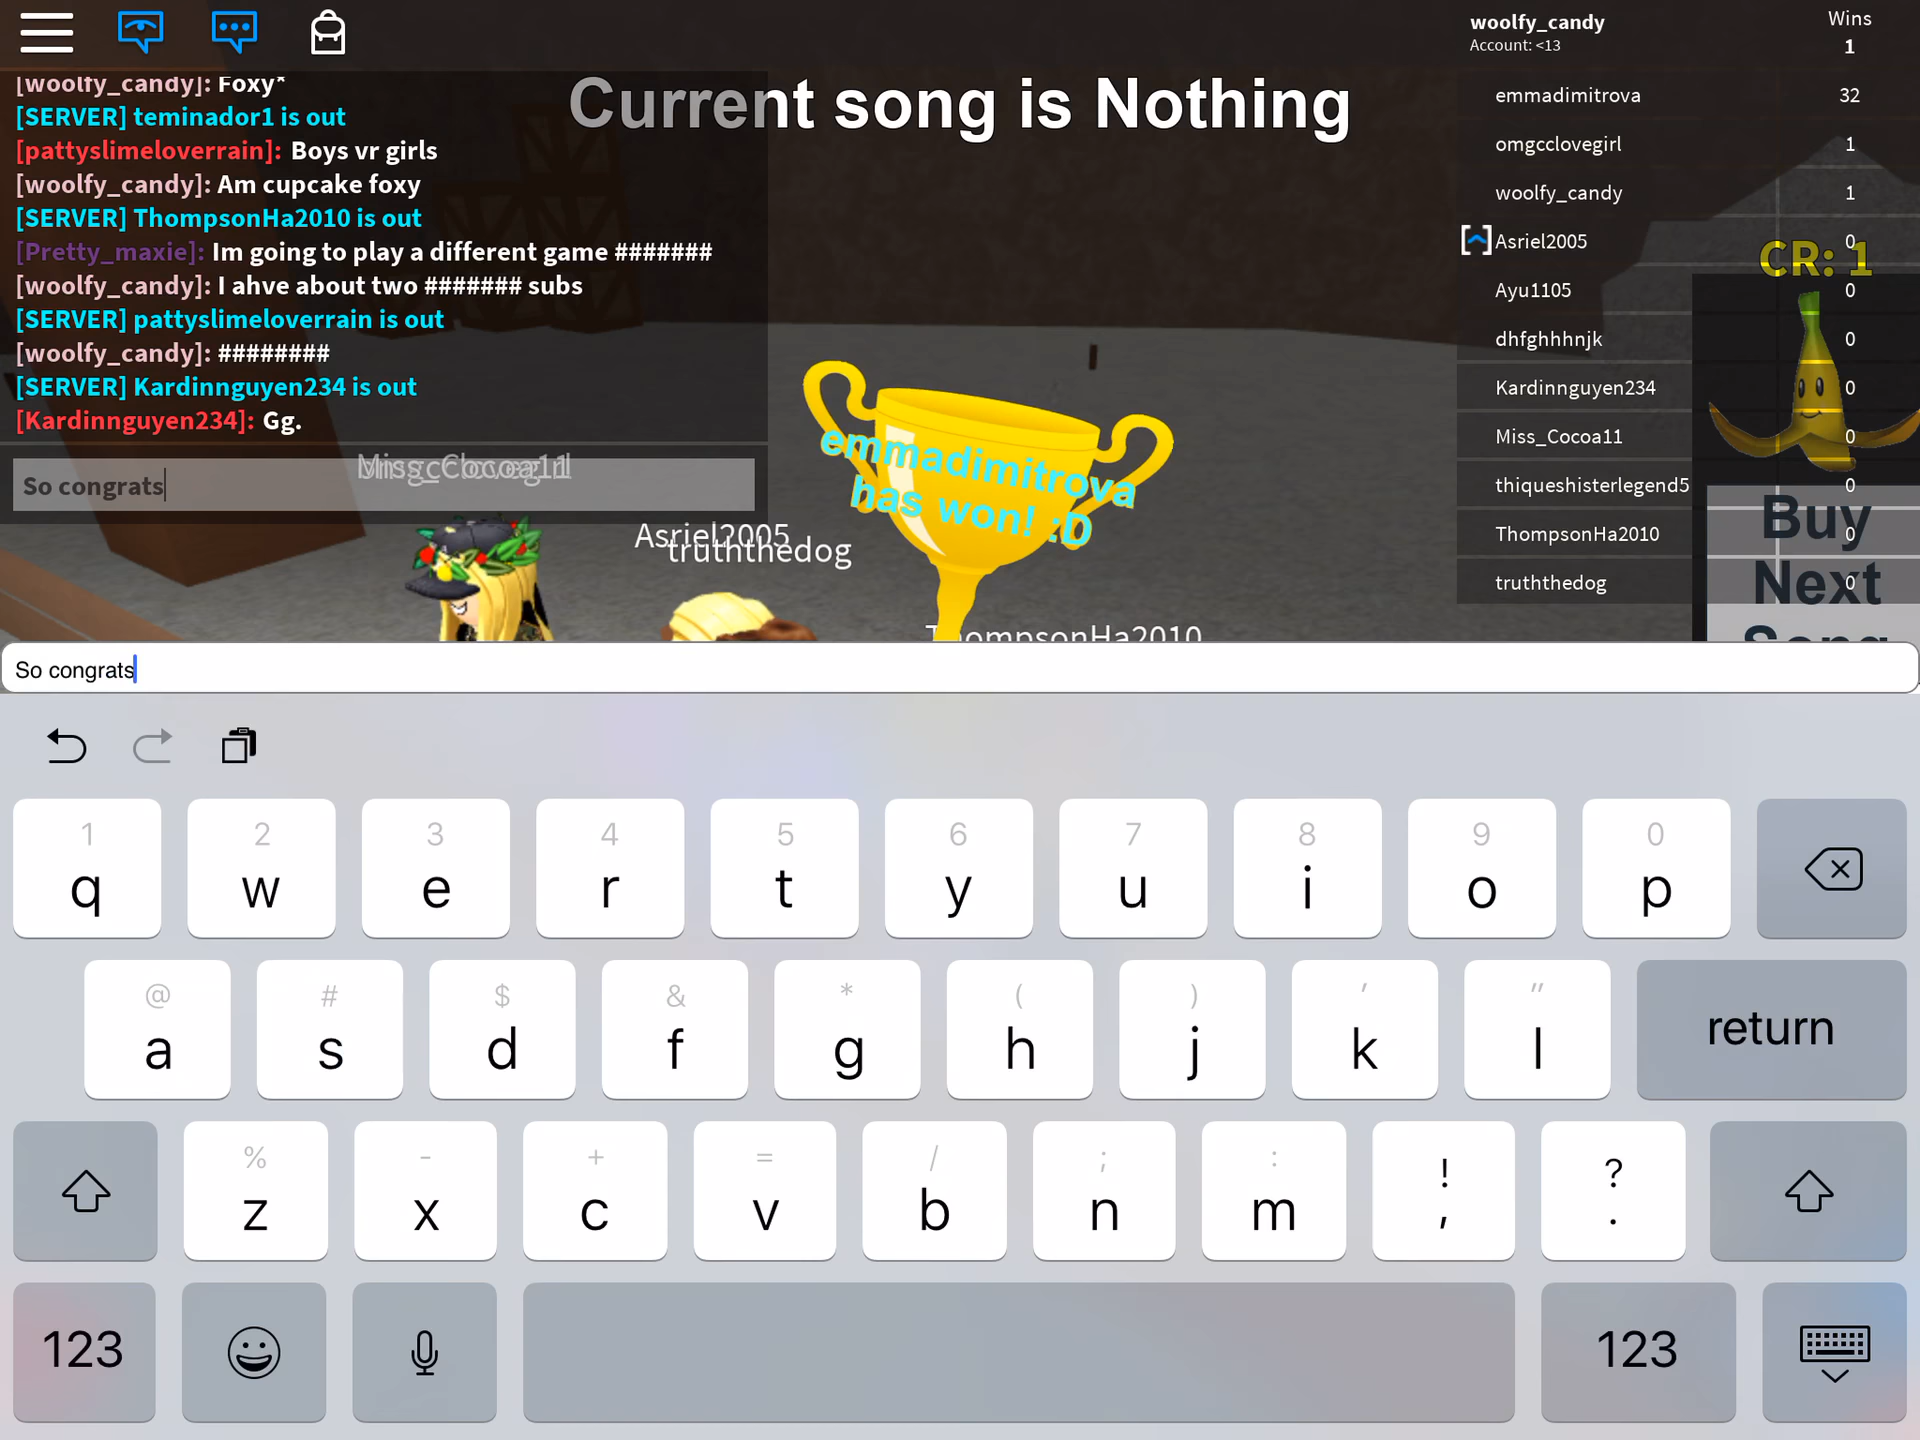 woolfy_candy
Account: <13
Wins
1
[woolfy_candy]: Foxy*
[SERVER] teminador1 is out
[pattyslimeloverrain]: Boys vr girls
[woolfy_candy]: Am cupcake foxy
[SERVER] ThompsonHa2010 is out
[Pretty_maxie]: Im going to play a different game #######
[woolfy_candy]: I ahve about two ####### subs
[SERVER] pattyslimeloverrain is out
[woolfy_candy]: ########
[SERVER] Kardinnguyen234 is out
[Kardinnguyen234]: Gg.
So congrats
Current song is Nothing
emmadimitrova 32
omgcclovegirl 1
woolfy_candy 1
Asriel2005 0
Ayu1105 0
dhfghhhnjk 0
Kardinnguyen234 0
Miss_Cocoa11 0
thiqueshisterlegend5 0
ThompsonHa2010 0
truththedog 0
CR: 1
Buy
Next
Song
Miss_Cocoa11
Asriel2005
truththedog
emmadimitrova
has won! :D
ThompsonHa2010
So congrats
1 2 3 4 5 6 7 8 9 0
q w e r t y u i o p
@ # $ & * ( ) ' "
a s d f g h j k l return
% - + = / ; : ! ?
z x c v b n m , .
123 123